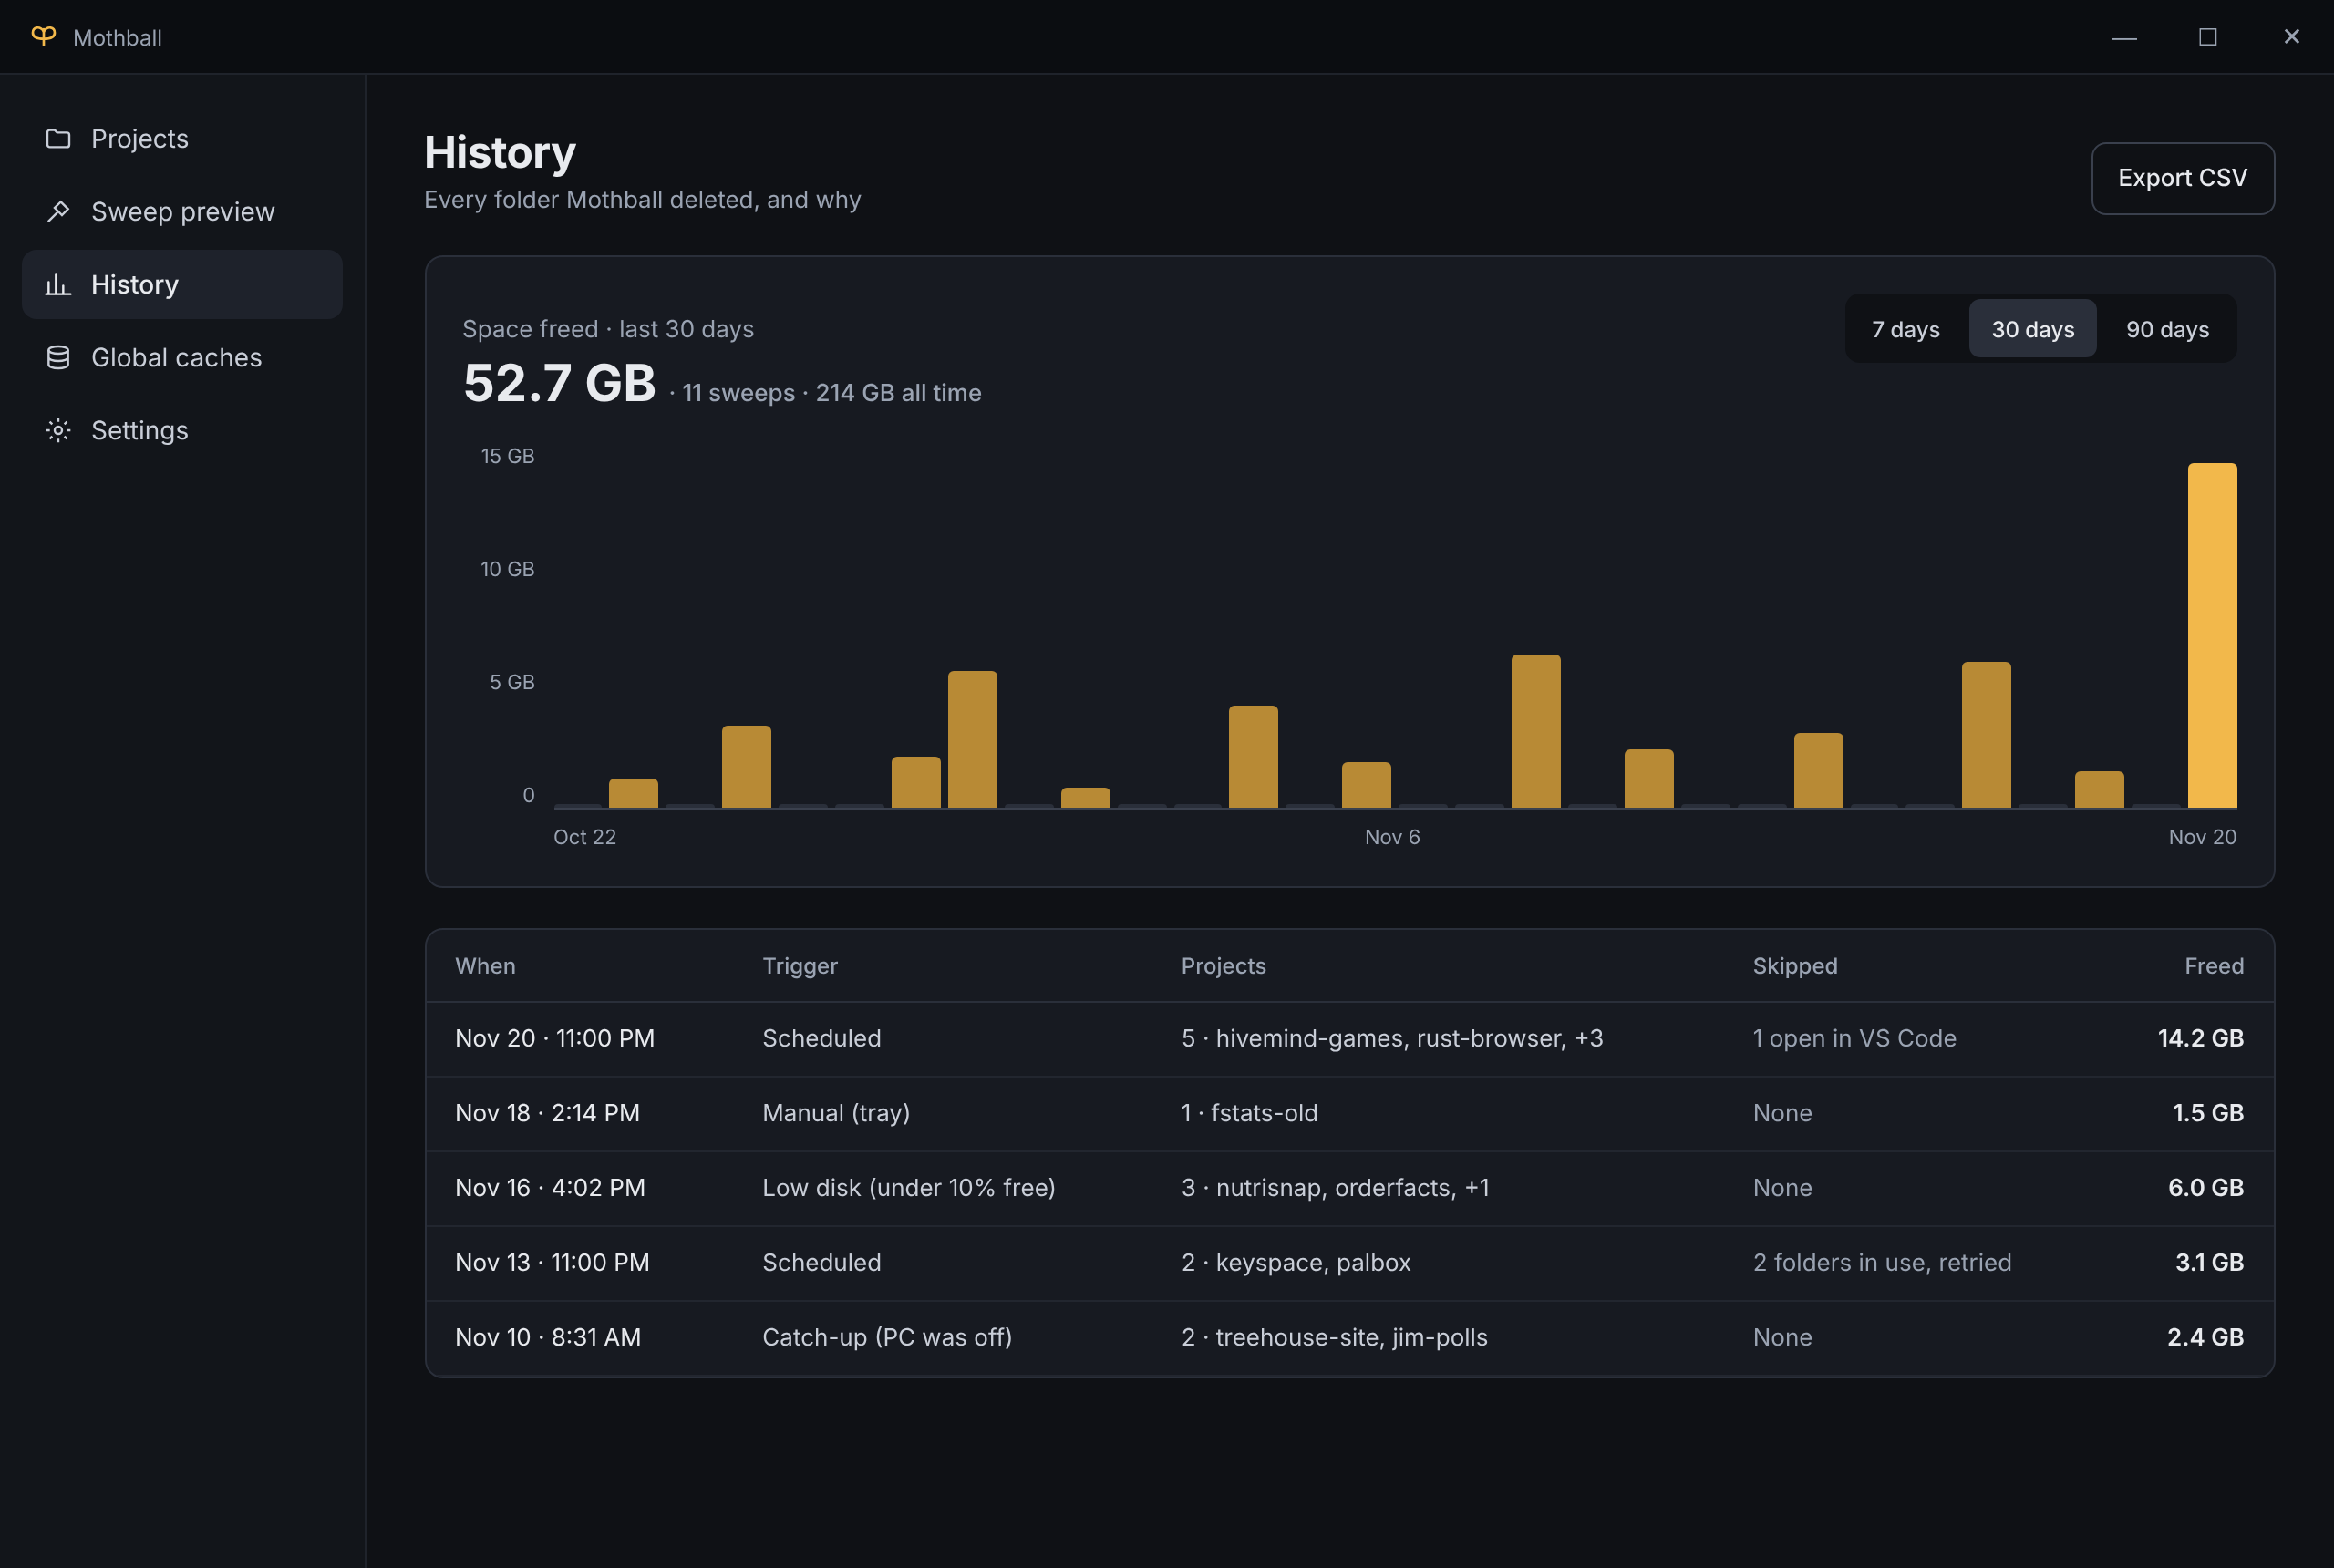 Mothball
Projects
Sweep preview
History
Global caches
Settings
History
Every folder Mothball deleted, and why
Export CSV
Space freed · last 30 days
7 days 30 days 90 days
52.7 GB · 11 sweeps · 214 GB all time
15 GB
10 GB
5 GB
0
Oct 22 Nov 6 Nov 20
When Trigger Projects Skipped Freed
Nov 20 · 11:00 PM Scheduled 5 · hivemind-games, rust-browser, +3 1 open in VS Code 14.2 GB
Nov 18 · 2:14 PM Manual (tray) 1 · fstats-old None 1.5 GB
Nov 16 · 4:02 PM Low disk (under 10% free) 3 · nutrisnap, orderfacts, +1 None 6.0 GB
Nov 13 · 11:00 PM Scheduled 2 · keyspace, palbox 2 folders in use, retried 3.1 GB
Nov 10 · 8:31 AM Catch-up (PC was off) 2 · treehouse-site, jim-polls None 2.4 GB